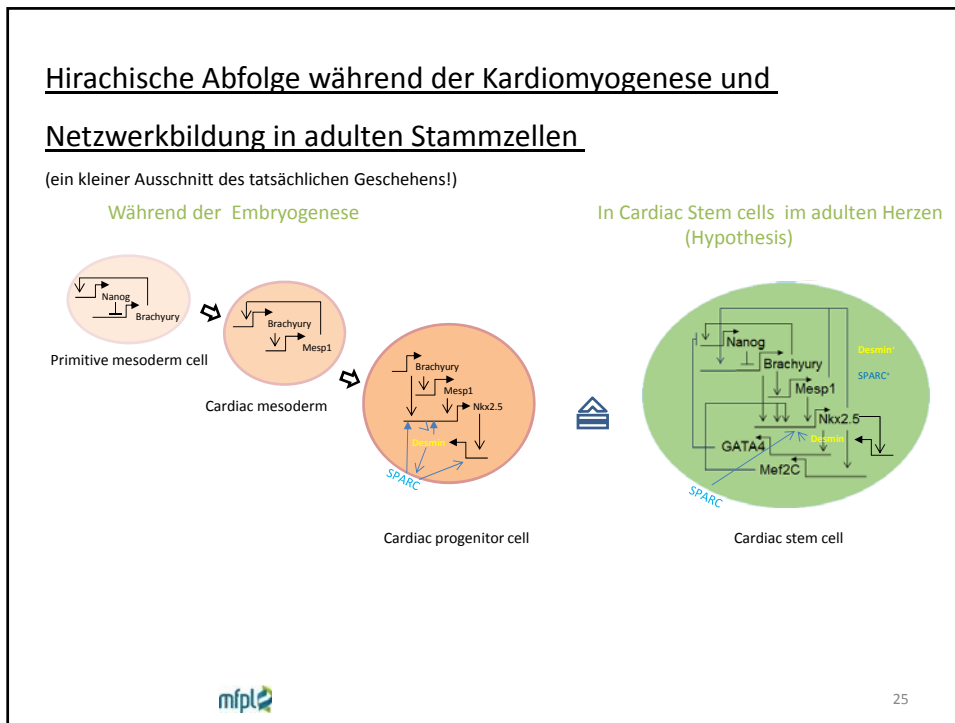 Hirachische Abfolge während der Kardiomyogenese und
Netzwerkbildung in adulten Stammzellen
(ein kleiner Ausschnitt des tatsächlichen Geschehens!)
Während der Embryogenese
In Cardiac Stem cells im adulten Herzen
(Hypothesis)
Nanog
Brachyury
Primitive mesoderm cell
Brachyury
Mesp1
Cardiac mesoderm
Brachyury
Mesp1
Nkx2.5
Desmin
SPARC
Cardiac progenitor cell
Nanog
Desmin⁺
Brachyury
SPARC⁺
Mesp1
Nkx2.5
Desmin
GATA4
Mef2C
SPARC
Cardiac stem cell
mfpl
25